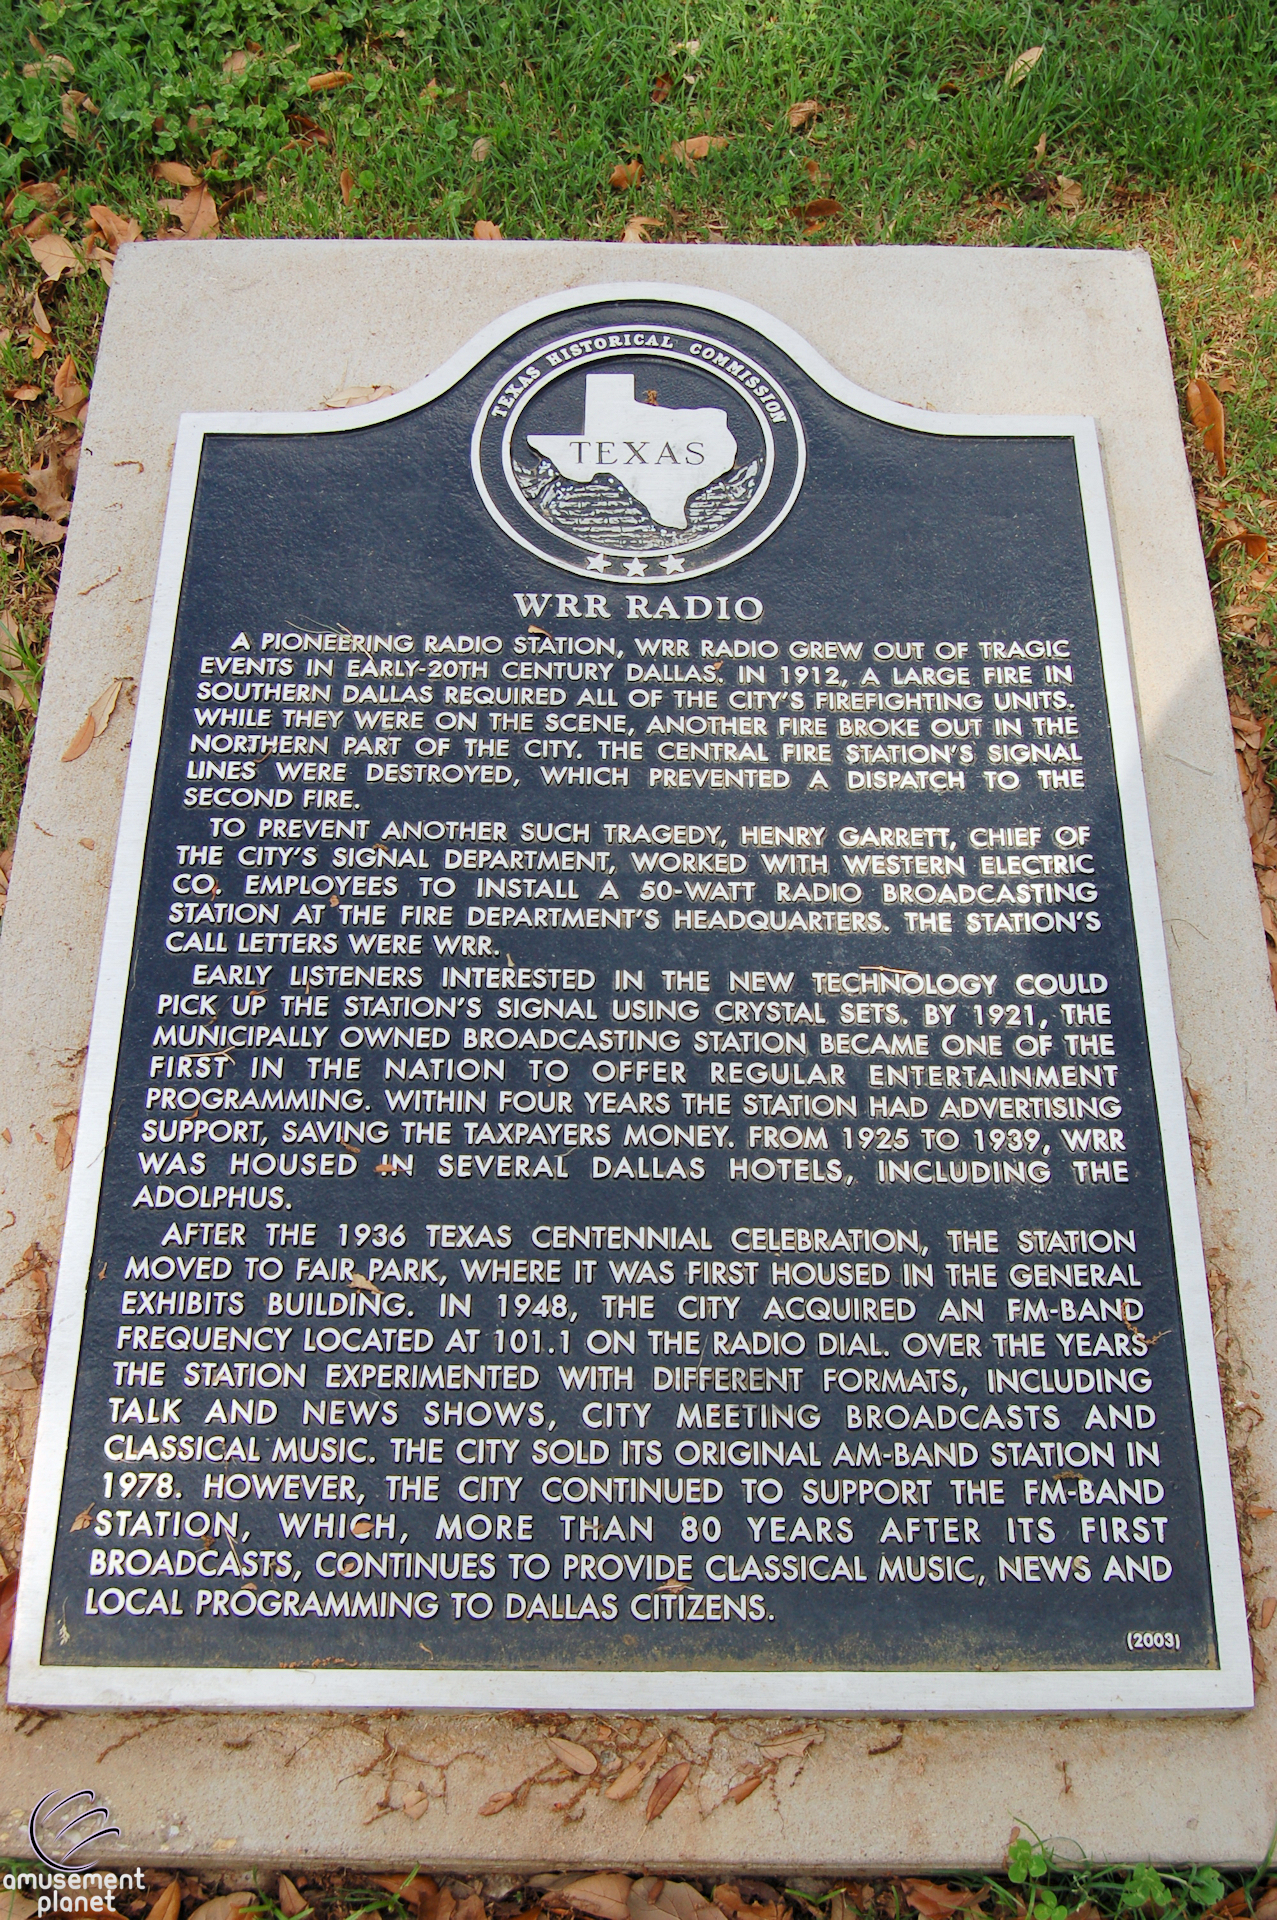 TEXAS HISTORICAL COMMISSION
TEXAS
WRR RADIO
A PIONEERING RADIO STATION, WRR RADIO GREW OUT OF TRAGIC
EVENTS IN EARLY-20TH CENTURY DALLAS. IN 1912, A LARGE FIRE IN
SOUTHERN DALLAS REQUIRED ALL OF THE CITY'S FIREFIGHTING UNITS.
WHILE THEY WERE ON THE SCENE, ANOTHER FIRE BROKE OUT IN THE
NORTHERN PART OF THE CITY. THE CENTRAL FIRE STATION'S SIGNAL
LINES WERE DESTROYED, WHICH PREVENTED A DISPATCH TO THE
SECOND FIRE.
TO PREVENT ANOTHER SUCH TRAGEDY, HENRY GARRETT, CHIEF OF
THE CITY'S SIGNAL DEPARTMENT, WORKED WITH WESTERN ELECTRIC
CO. EMPLOYEES TO INSTALL A 50-WATT RADIO BROADCASTING
STATION AT THE FIRE DEPARTMENT'S HEADQUARTERS. THE STATION'S
CALL LETTERS WERE WRR.
EARLY LISTENERS INTERESTED IN THE NEW TECHNOLOGY COULD
PICK UP THE STATION'S SIGNAL USING CRYSTAL SETS. BY 1921, THE
MUNICIPALLY OWNED BROADCASTING STATION BECAME ONE OF THE
FIRST IN THE NATION TO OFFER REGULAR ENTERTAINMENT
PROGRAMMING. WITHIN FOUR YEARS THE STATION HAD ADVERTISING
SUPPORT, SAVING THE TAXPAYERS MONEY. FROM 1925 TO 1939, WRR
WAS HOUSED IN SEVERAL DALLAS HOTELS, INCLUDING THE
ADOLPHUS.
AFTER THE 1936 TEXAS CENTENNIAL CELEBRATION, THE STATION
MOVED TO FAIR PARK, WHERE IT WAS FIRST HOUSED IN THE GENERAL
EXHIBITS BUILDING. IN 1948, THE CITY ACQUIRED AN FM-BAND
FREQUENCY LOCATED AT 101.1 ON THE RADIO DIAL. OVER THE YEARS
THE STATION EXPERIMENTED WITH DIFFERENT FORMATS, INCLUDING
TALK AND NEWS SHOWS, CITY MEETING BROADCASTS AND
CLASSICAL MUSIC. THE CITY SOLD ITS ORIGINAL AM-BAND STATION IN
1978. HOWEVER, THE CITY CONTINUED TO SUPPORT THE FM-BAND
STATION, WHICH, MORE THAN 80 YEARS AFTER ITS FIRST
BROADCASTS, CONTINUES TO PROVIDE CLASSICAL MUSIC, NEWS AND
LOCAL PROGRAMMING TO DALLAS CITIZENS.
(2003)
amusement
planet